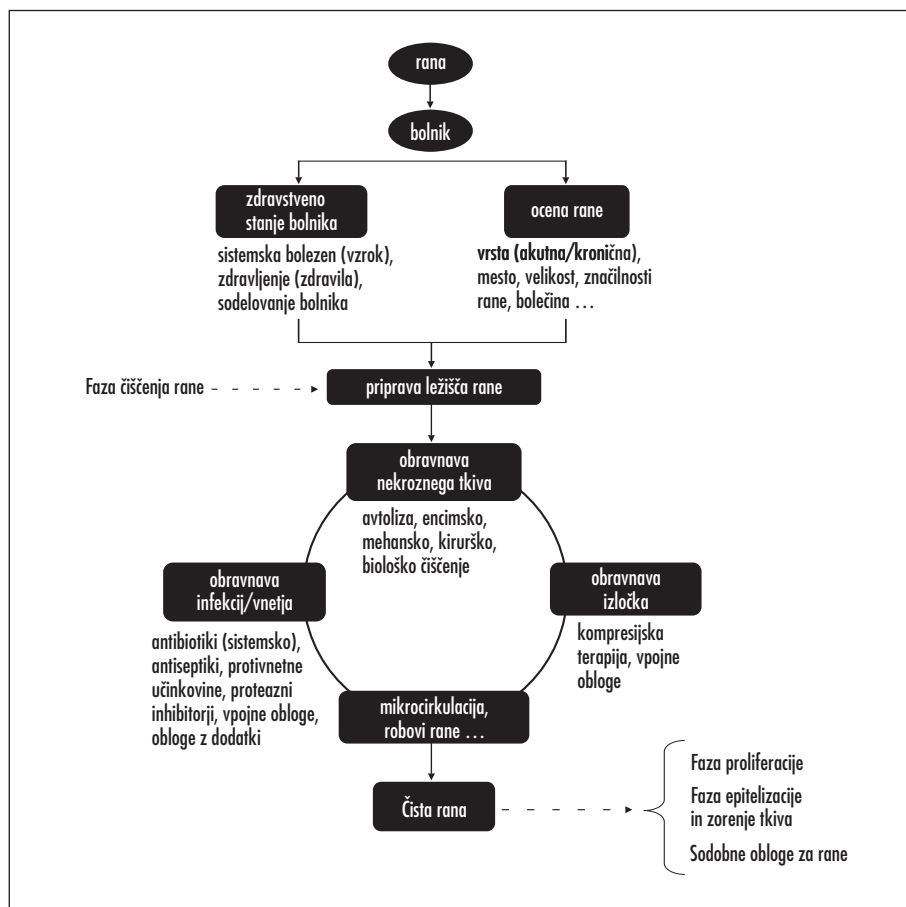 rana
bolnik
zdravstveno
stanje bolnika
sistemska bolezen (vzrok),
zdravljenje (zdravila),
sodelovanje bolnika
ocena rane
vrsta (akutna/kronična),
mesto, velikost, značilnosti
rane, bolečina …
Faza čiščenja rane
priprava ležišča rane
obravnava
nekroznega tkiva
avtoliza, encimsko,
mehansko, kirurško,
biološko čiščenje
obravnava
infekcij/vnetja
antibiotiki (sistemsko),
antiseptiki, protivnetne
učinkovine, proteazni
inhibitorji, vpojne obloge,
obloge z dodatki
obravnava
izločka
kompresijska
terapija, vpojne
obloge
mikrocirkulacija,
robovi rane …
Čista rana
Faza proliferacije
Faza epitelizacije
in zorenje tkiva
Sodobne obloge za rane